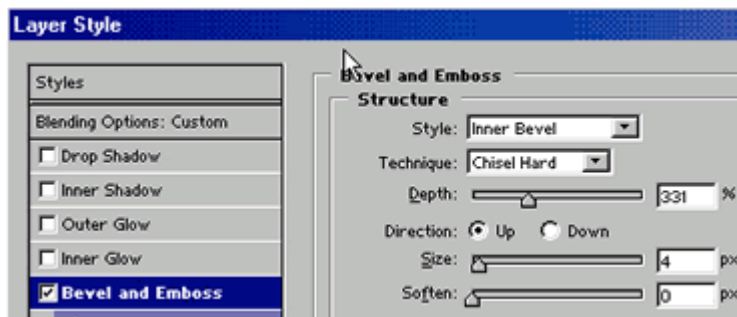 Layer Style
Styles
Blending Options: Custom
Drop Shadow
Inner Shadow
Outer Glow
Inner Glow
Bevel and Emboss
Bevel and Emboss
Structure
Style: Inner Bevel
Technique: Chisel Hard
Depth: 331 %
Direction: Up Down
Size: 4 px
Soften: 0 px